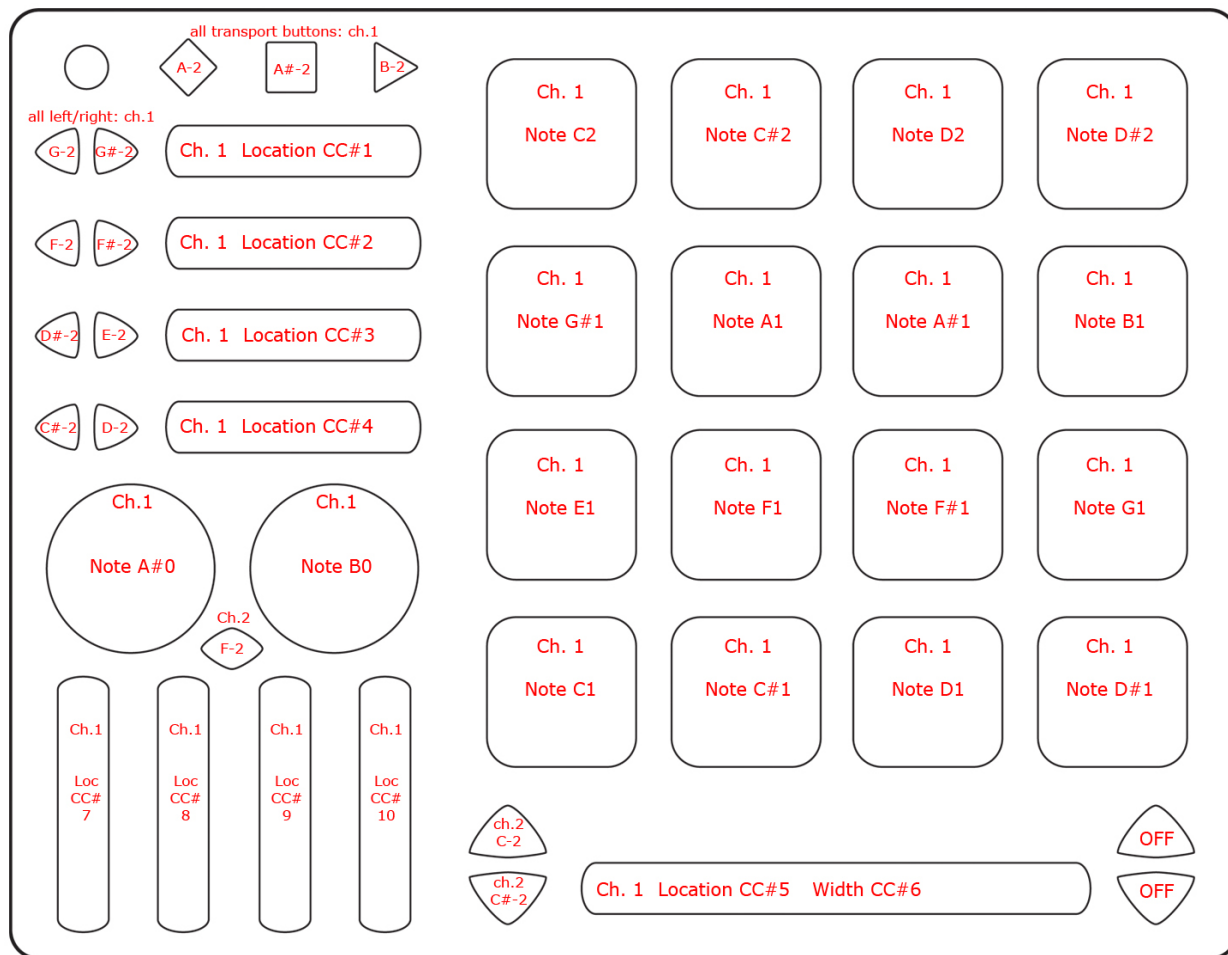 all transport buttons: ch.1
A-2
A#-2
B-2
all left/right: ch.1
G-2
G#-2
Ch. 1 Location CC#1
F-2
F#-2
Ch. 1 Location CC#2
D#-2
E-2
Ch. 1 Location CC#3
C#-2
D-2
Ch. 1 Location CC#4
Ch.1
Note A#0
Ch.1
Note B0
Ch.2
F-2
Ch.1
Loc
CC#
7
Ch.1
Loc
CC#
8
Ch.1
Loc
CC#
9
Ch.1
Loc
CC#
10
Ch. 1
Note C2
Ch. 1
Note C#2
Ch. 1
Note D2
Ch. 1
Note D#2
Ch. 1
Note G#1
Ch. 1
Note A1
Ch. 1
Note A#1
Ch. 1
Note B1
Ch. 1
Note E1
Ch. 1
Note F1
Ch. 1
Note F#1
Ch. 1
Note G1
Ch. 1
Note C1
Ch. 1
Note C#1
Ch. 1
Note D1
Ch. 1
Note D#1
ch.2
C-2
ch.2
C#-2
Ch. 1 Location CC#5 Width CC#6
OFF
OFF